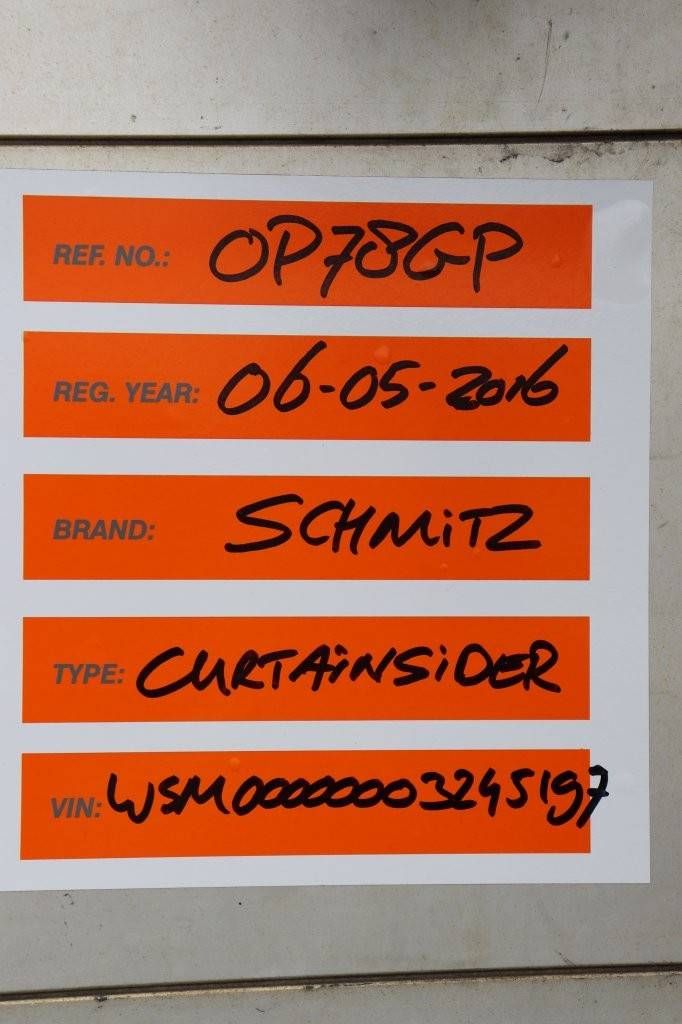 REF. NO.: OP78GP
REG. YEAR: 06-05-2016
BRAND: SCHMiTZ
TYPE: CURTAiNSiDER
VIN: WSM00000003245197